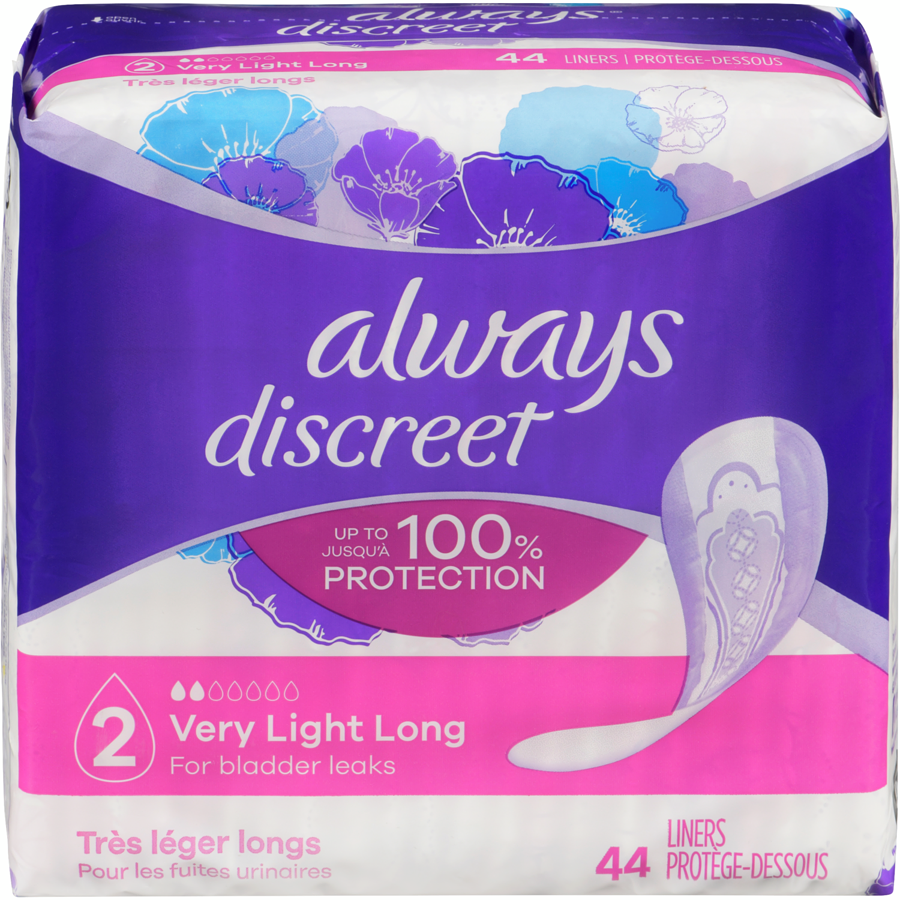 always
discreet
2 Very Light Long
Très léger longs
44 LINERS | PROTÈGE-DESSOUS
always
discreet
UP TO
JUSQU'À
100%
PROTECTION
2
Very Light Long
For bladder leaks
Très léger longs
Pour les fuites urinaires
44 LINERS
PROTÈGE-DESSOUS